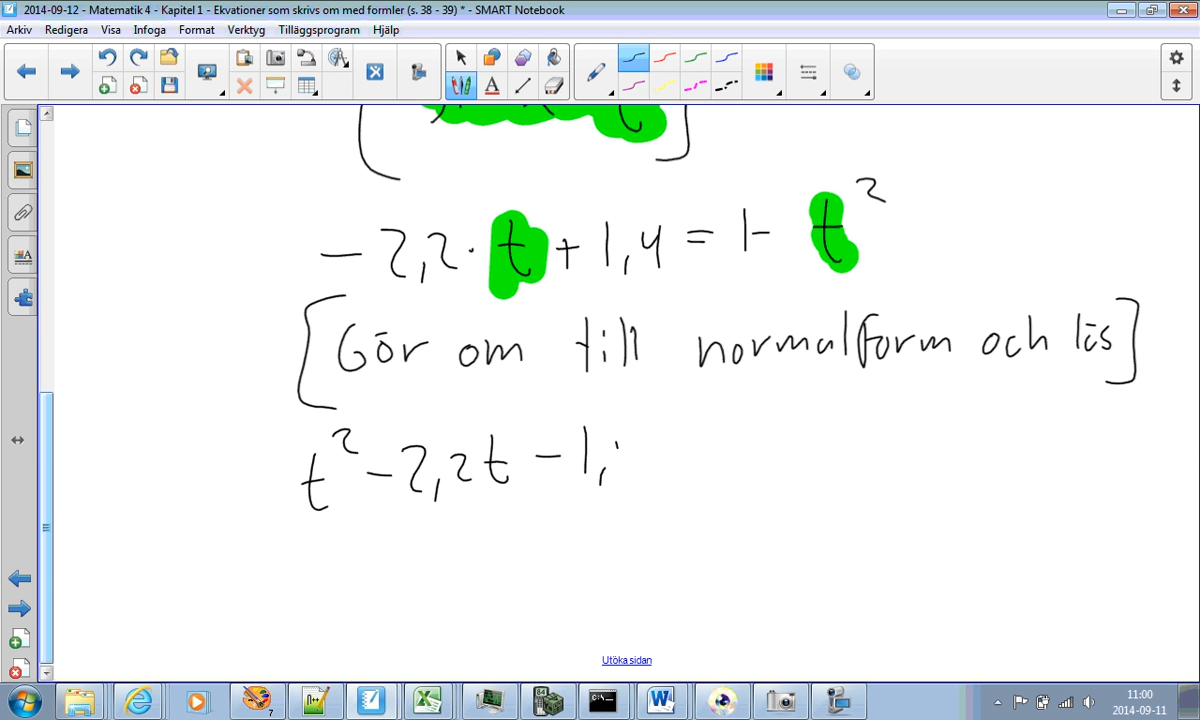 2014-09-12 - Matematik 4 - Kapitel 1 - Ekvationer som skrivs om med formler (s. 38 - 39) * - SMART Notebook
Arkiv Redigera Visa Infoga Format Verktyg Tilläggsprogram Hjälp
- 2,2 · t + 1,4 = 1 - t²
[Gör om till normalform och lös]
t² - 2,2t - 1,
Utöka sidan
11:00
2014-09-11